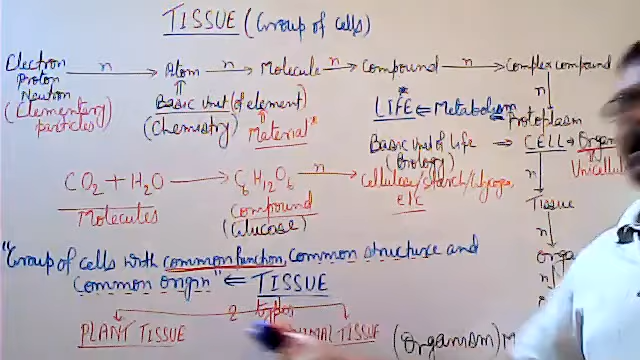 TISSUE (Group of cells)
Electron Proton Neutron n Atom n Molecule n Compound n Complex compound
(Elementary particles)
Basic unit (of element) (Chemistry)
Material*
LIFE* Metabolism Protoplasm n
Basic unit of life (Biology) CELL
Unicellul
n
CO2 + H2O C6H12O6 n Cellulose/Starch/Glycogen etc
Molecules Compound (Glucose)
Tissue
n
"Group of cells with common function, common structure and
Common origin" TISSUE
n
2 types
PLANT TISSUE TISSUE (Organism)